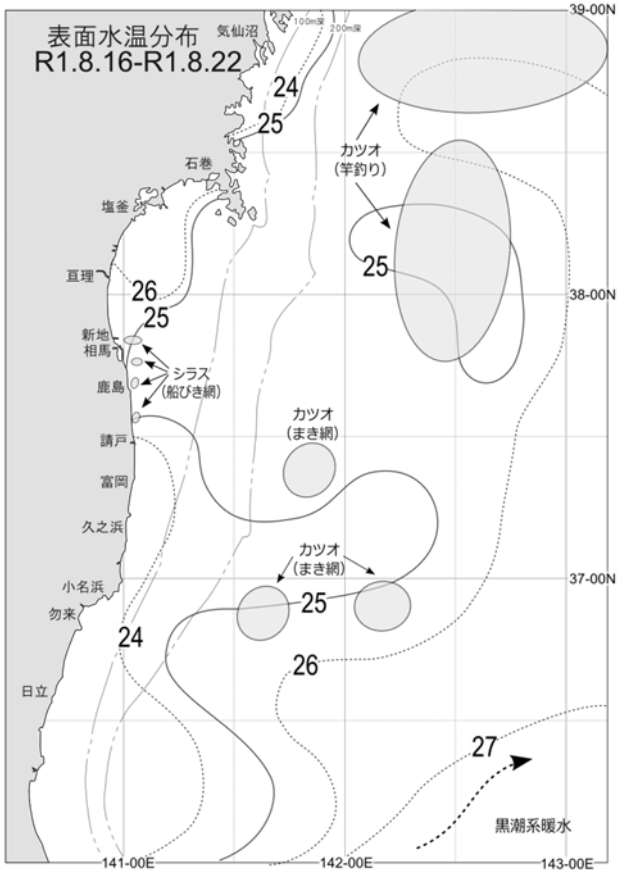 39-00N
100m深
200m深
気仙沼
表面水温分布
R1.8.16-R1.8.22
24
25
カツオ
(竿釣り)
石巻
塩釜
25
亘理
26
38-00N
25
新地
相馬
シラス
(船びき網)
鹿島
カツオ
(まき網)
請戸
富岡
久之浜
カツオ
(まき網)
37-00N
小名浜
25
勿来
24
26
日立
27
黒潮系暖水
141-00E
142-00E
143-00E